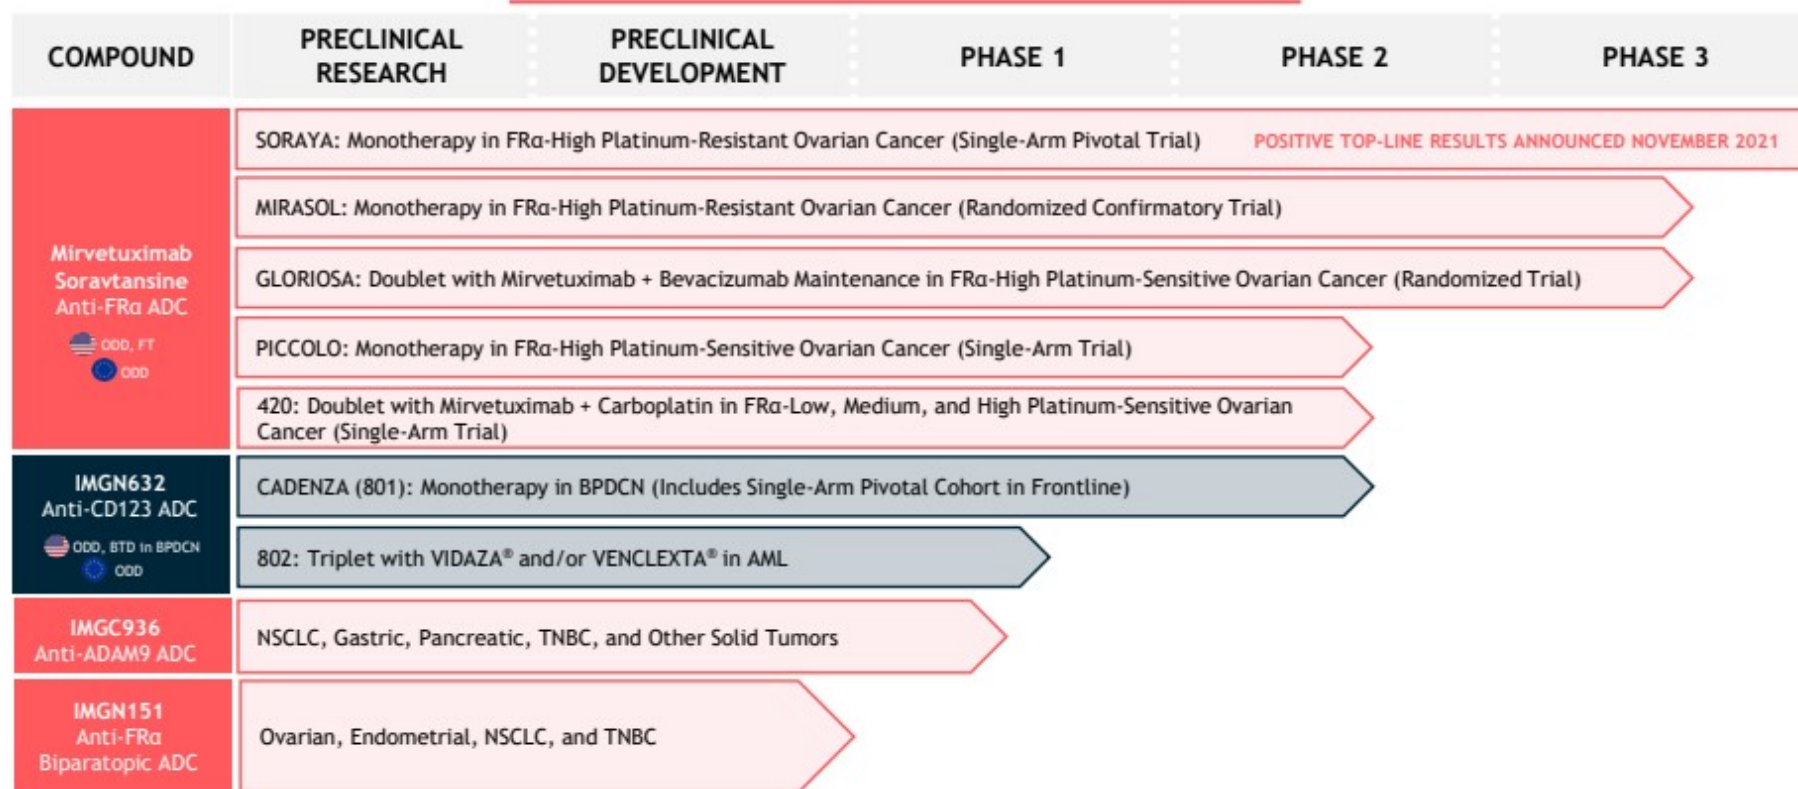 COMPOUND
PRECLINICAL
RESEARCH
PRECLINICAL
DEVELOPMENT
PHASE 1
PHASE 2
PHASE 3
Mirvetuximab
Soravtansine
Anti-FRα ADC
ODD, FT
ODD
SORAYA: Monotherapy in FRα-High Platinum-Resistant Ovarian Cancer (Single-Arm Pivotal Trial) POSITIVE TOP-LINE RESULTS ANNOUNCED NOVEMBER 2021
MIRASOL: Monotherapy in FRα-High Platinum-Resistant Ovarian Cancer (Randomized Confirmatory Trial)
GLORIOSA: Doublet with Mirvetuximab + Bevacizumab Maintenance in FRα-High Platinum-Sensitive Ovarian Cancer (Randomized Trial)
PICCOLO: Monotherapy in FRα-High Platinum-Sensitive Ovarian Cancer (Single-Arm Trial)
420: Doublet with Mirvetuximab + Carboplatin in FRα-Low, Medium, and High Platinum-Sensitive Ovarian
Cancer (Single-Arm Trial)
IMGN632
Anti-CD123 ADC
ODD, BTD in BPDCN
ODD
CADENZA (801): Monotherapy in BPDCN (Includes Single-Arm Pivotal Cohort in Frontline)
802: Triplet with VIDAZA® and/or VENCLEXTA® in AML
IMGC936
Anti-ADAM9 ADC
NSCLC, Gastric, Pancreatic, TNBC, and Other Solid Tumors
IMGN151
Anti-FRα
Biparatopic ADC
Ovarian, Endometrial, NSCLC, and TNBC